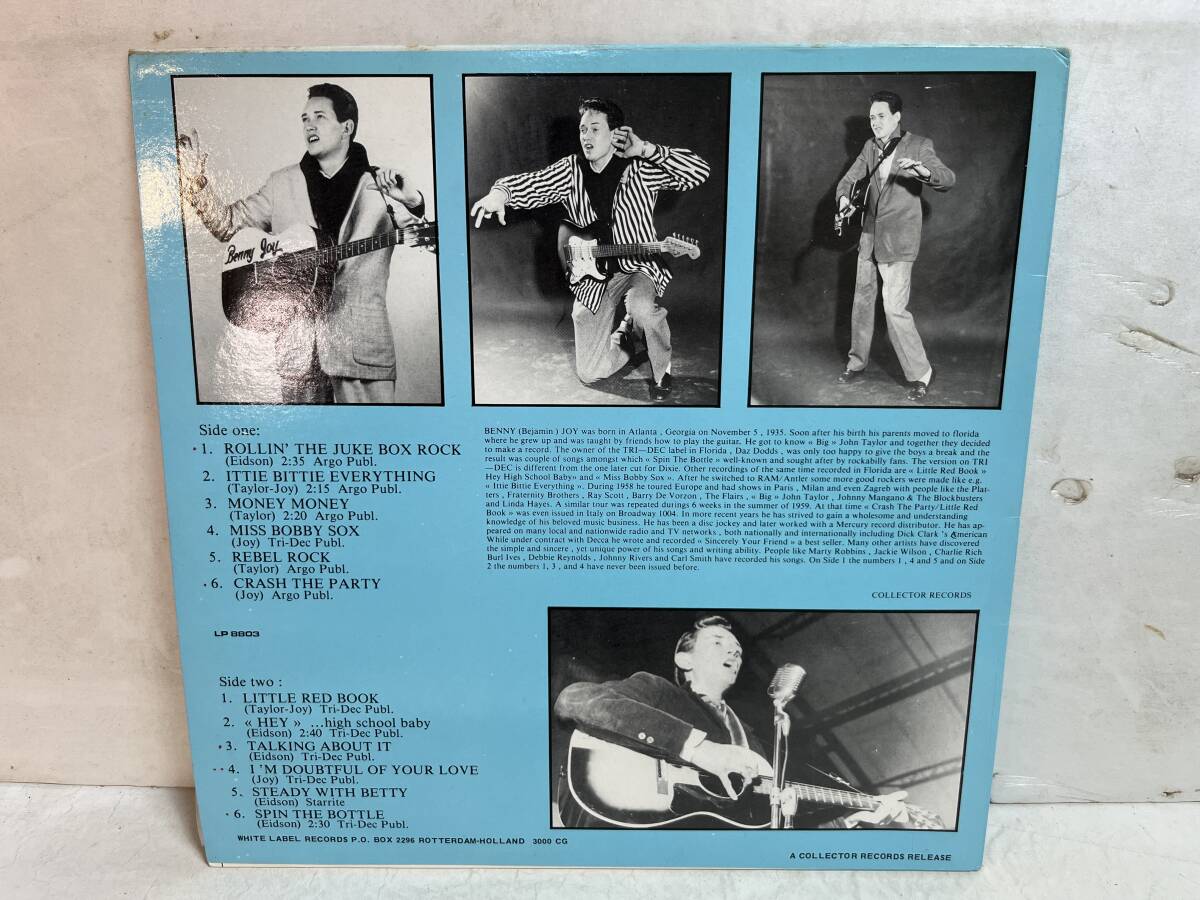 Benny Joy
Side one:
• 1. ROLLIN' THE JUKE BOX ROCK
(Eidson) 2:35 Argo Publ.
2. ITTIE BITTIE EVERYTHING
(Taylor-Joy) 2:15 Argo Publ.
3. MONEY MONEY
(Taylor) 2:20 Argo Publ.
4. MISS BOBBY SOX
(Joy) Tri-Dec Publ.
5. REBEL ROCK
(Taylor) Argo Publ.
• 6. CRASH THE PARTY
(Joy) Argo Publ.
LP 8803
Side two :
1. LITTLE RED BOOK
(Taylor-Joy) Tri-Dec Publ.
2. « HEY » ...high school baby
(Eidson) 2:40 Tri-Dec Publ.
• 3. TALKING ABOUT IT
(Eidson) Tri-Dec Publ.
• • 4. I 'M DOUBTFUL OF YOUR LOVE
(Joy) Tri-Dec Publ.
5. STEADY WITH BETTY
(Eidson) Starrite
• 6. SPIN THE BOTTLE
(Eidson) 2:30 Tri-Dec Publ.
WHITE LABEL RECORDS P.O. BOX 2296 ROTTERDAM-HOLLAND 3000 CG
BENNY (Bejamin ) JOY was born in Atlanta , Georgia on November 5 , 1935. Soon after his birth his parents moved to florida
where he grew up and was taught by friends how to play the guitar. He got to know « Big » John Taylor and together they decided
to make a record. The owner of the TRI—DEC label in Florida , Daz Dodds , was only too happy to give the boys a break and the
result was couple of songs amongst which « Spin The Bottle » well-known and sought after by rockabilly fans. The version on TRI
—DEC is different from the one later cut for Dixie. Other recordings of the same time recorded in Florida are « Little Red Book »
Hey High School Baby» and « Miss Bobby Sox ». After he switched to RAM/Antler some more good rockers were made like e.g.
« Ittie Bittie Everything ». During 1958 he toured Europe and had shows in Paris , Milan and even Zagreb with people like the Plat-
ters , Fraternity Brothers , Ray Scott , Barry De Vorzon , The Flairs , « Big » John Taylor , Johnny Mangano & The Blockbusters
and Linda Hayes. A similar tour was repeated durings 6 weeks in the summer of 1959. At that time « Crash The Party/Little Red
Book » was even issued in Italy on Broadway 1004. In more recent years he has strived to gain a wholesome and understanding
knowledge of his beloved music business. He has been a disc jockey and later worked with a Mercury record distributor. He has ap-
peared on many local and nationwide radio and TV networks , both nationally and internationally including Dick Clark 's American
While under contract with Decca he wrote and recorded « Sincerely Your Friend » a best seller. Many other artists have discovered
the simple and sincere , yet unique power of his songs and writing ability. People like Marty Robbins , Jackie Wilson , Charlie Rich
Burl Ives , Debbie Reynolds , Johnny Rivers and Carl Smith have recorded his songs. On Side 1 the numbers 1 , 4 and 5 and on Side
2 the numbers 1, 3 , and 4 have never been issued before.
COLLECTOR RECORDS
A COLLECTOR RECORDS RELEASE